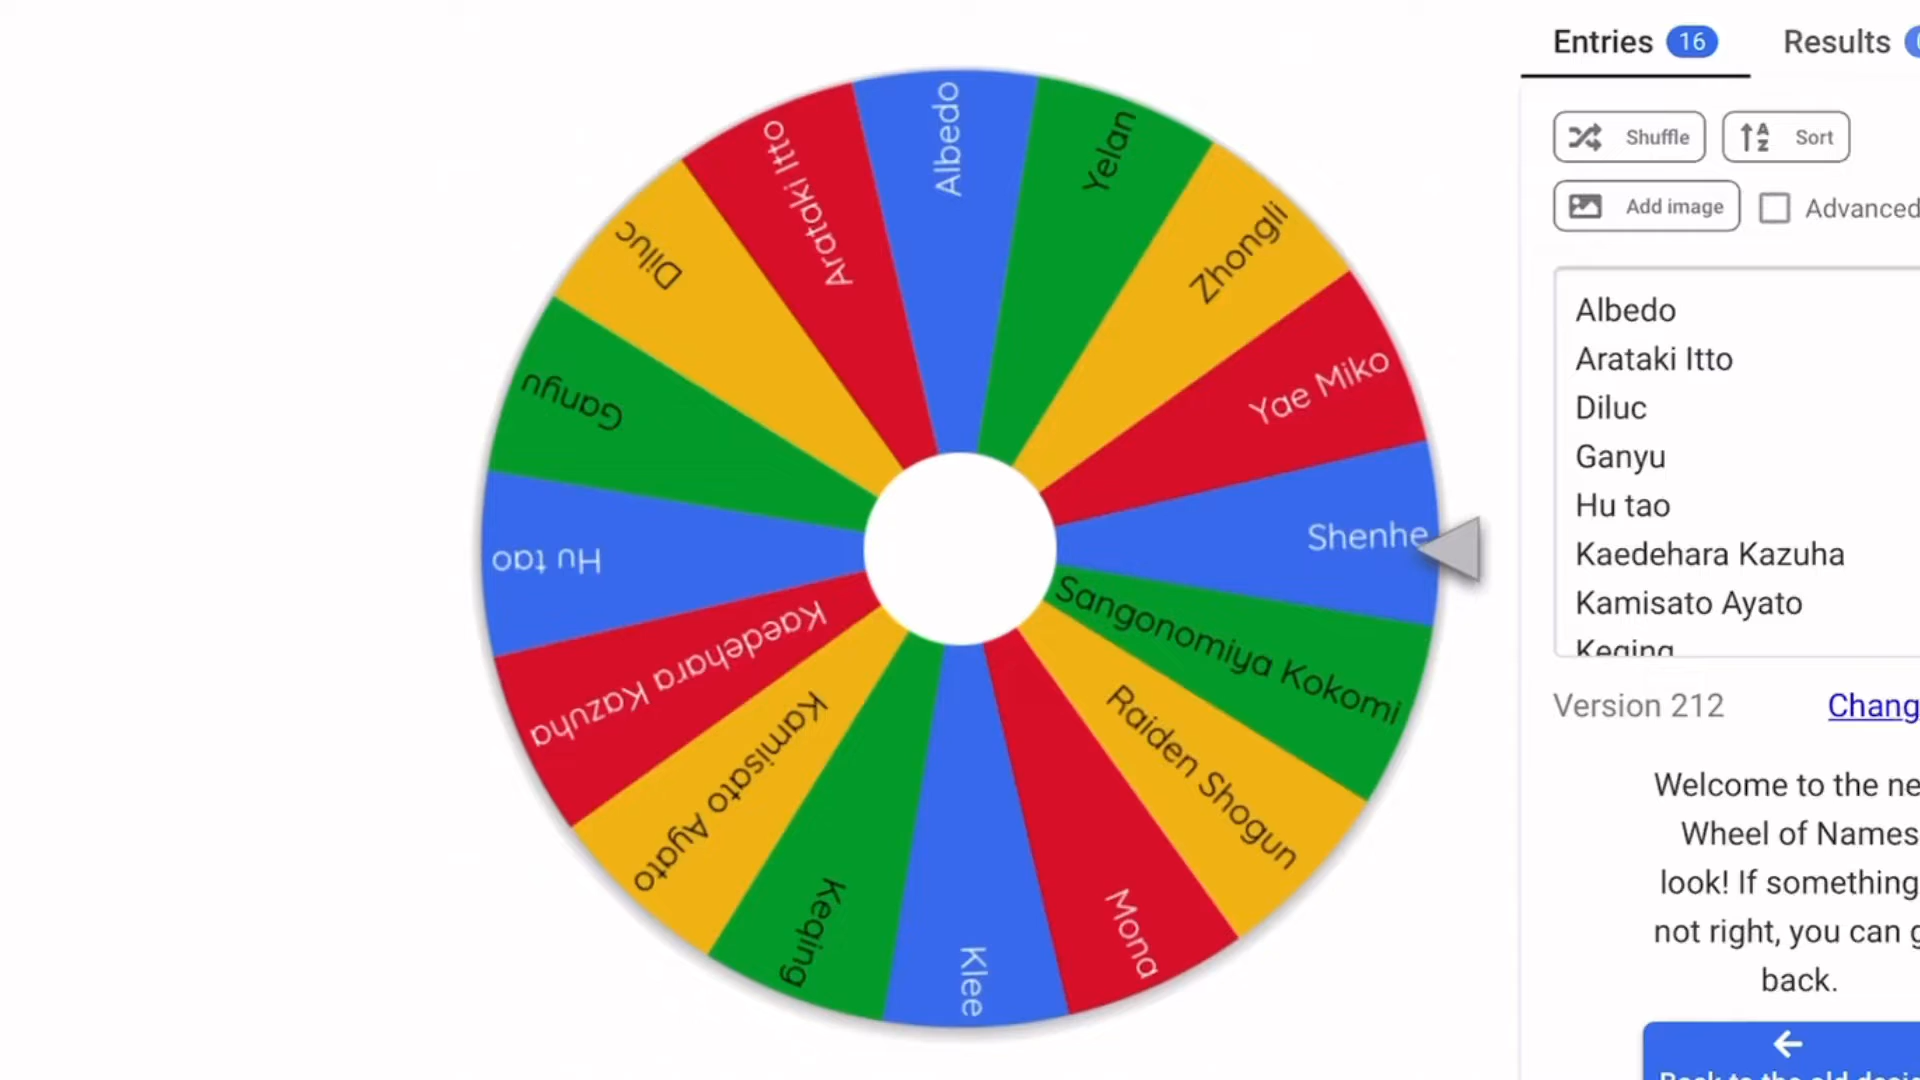 Entries 16 Results
Shuffle Sort
Add image Advanced
Albedo
Arataki Itto
Diluc
Ganyu
Hu tao
Kaedehara Kazuha
Kamisato Ayato
Keqing
Version 212 Chang
Welcome to the ne
Wheel of Names
look! If something
not right, you can g
back.
Albedo
Yelan
Zhongli
Yae Miko
Shenhe
Sangonomiya Kokomi
Raiden Shogun
Mona
Klee
Keqing
Kamisato Ayato
Kaedehara Kazuha
Hu tao
Ganyu
Diluc
Arataki Itto